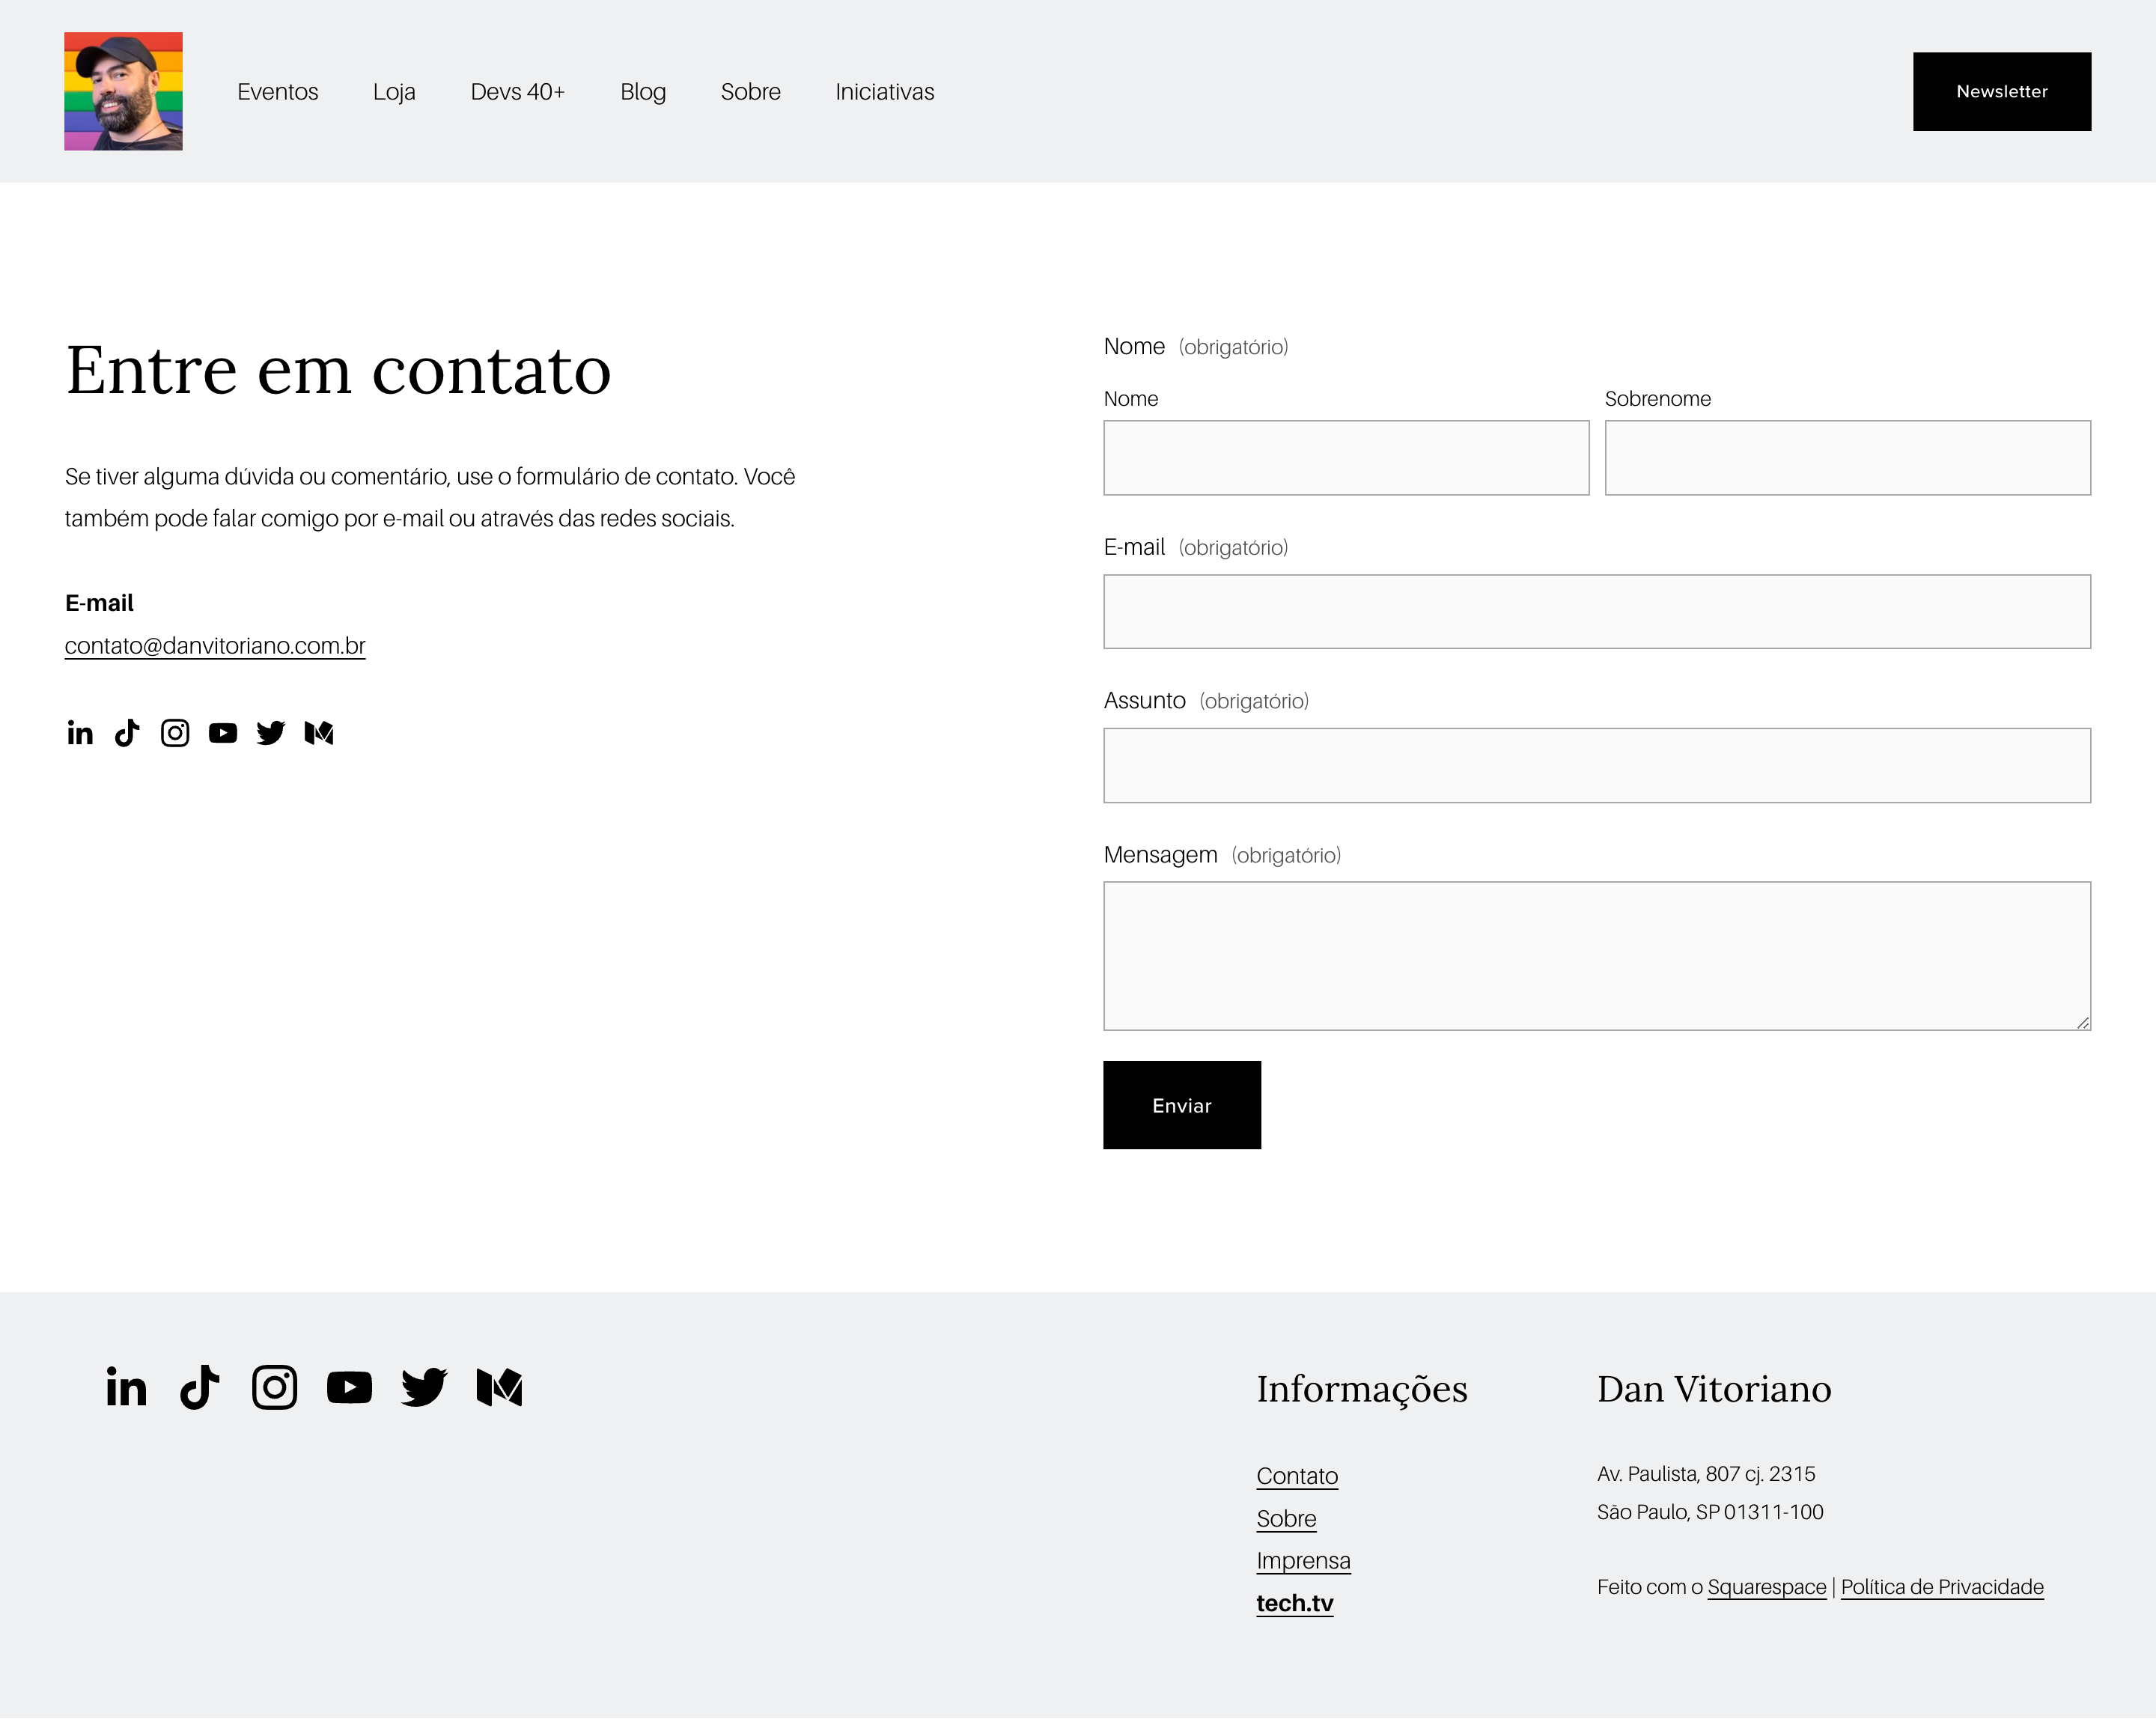 Eventos
Loja
Devs 40+
Blog
Sobre
Iniciativas
Newsletter
Entre em contato
Se tiver alguma dúvida ou comentário, use o formulário de contato. Você
também pode falar comigo por e-mail ou através das redes sociais.
E-mail
contato@danvitoriano.com.br
Nome (obrigatório)
Nome
Sobrenome
E-mail (obrigatório)
Assunto (obrigatório)
Mensagem (obrigatório)
Enviar
Informações
Contato
Sobre
Imprensa
tech.tv
Dan Vitoriano
Av. Paulista, 807 cj. 2315
São Paulo, SP 01311-100
Feito com o Squarespace | Política de Privacidade